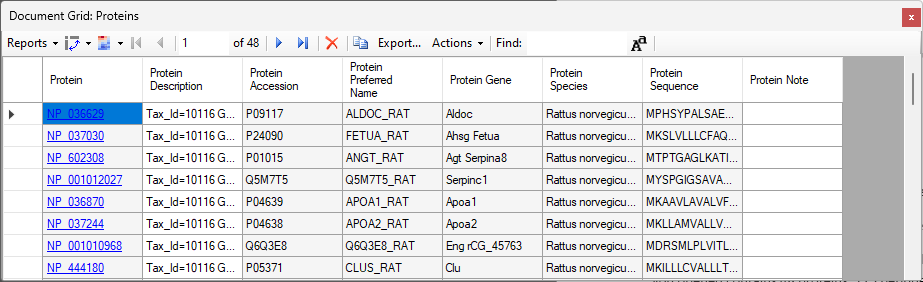 Document Grid: Proteins
Reports 1 of 48 Export... Actions Find: Aa
Protein Protein Description Protein Accession Protein Preferred Name Protein Gene Protein Species Protein Sequence Protein Note
NP_036629 Tax_Id=10116 G... P09117 ALDOC_RAT Aldoc Rattus norvegicu... MPHSYPALSAE...
NP_037030 Tax_Id=10116 G... P24090 FETUA_RAT Ahsg Fetua Rattus norvegicu... MKSLVLLLCFAQ...
NP_602308 Tax_Id=10116 G... P01015 ANGT_RAT Agt Serpina8 Rattus norvegicu... MTPTGAGLKATI...
NP_001012027 Tax_Id=10116 G... Q5M7T5 Q5M7T5_RAT Serpinc1 Rattus norvegicu... MYSPGIGSAVA...
NP_036870 Tax_Id=10116 G... P04639 APOA1_RAT Apoa1 Rattus norvegicu... MKAAVLAVALVF...
NP_037244 Tax_Id=10116 G... P04638 APOA2_RAT Apoa2 Rattus norvegicu... MKLLAMVALLV...
NP_001010968 Tax_Id=10116 G... Q6Q3E8 Q6Q3E8_RAT Eng rCG_45763 Rattus norvegicu... MDRSMLPLVITL...
NP_444180 Tax_Id=10116 G... P05371 CLUS_RAT Clu Rattus norvegicu... MKILLLCVALLLT...